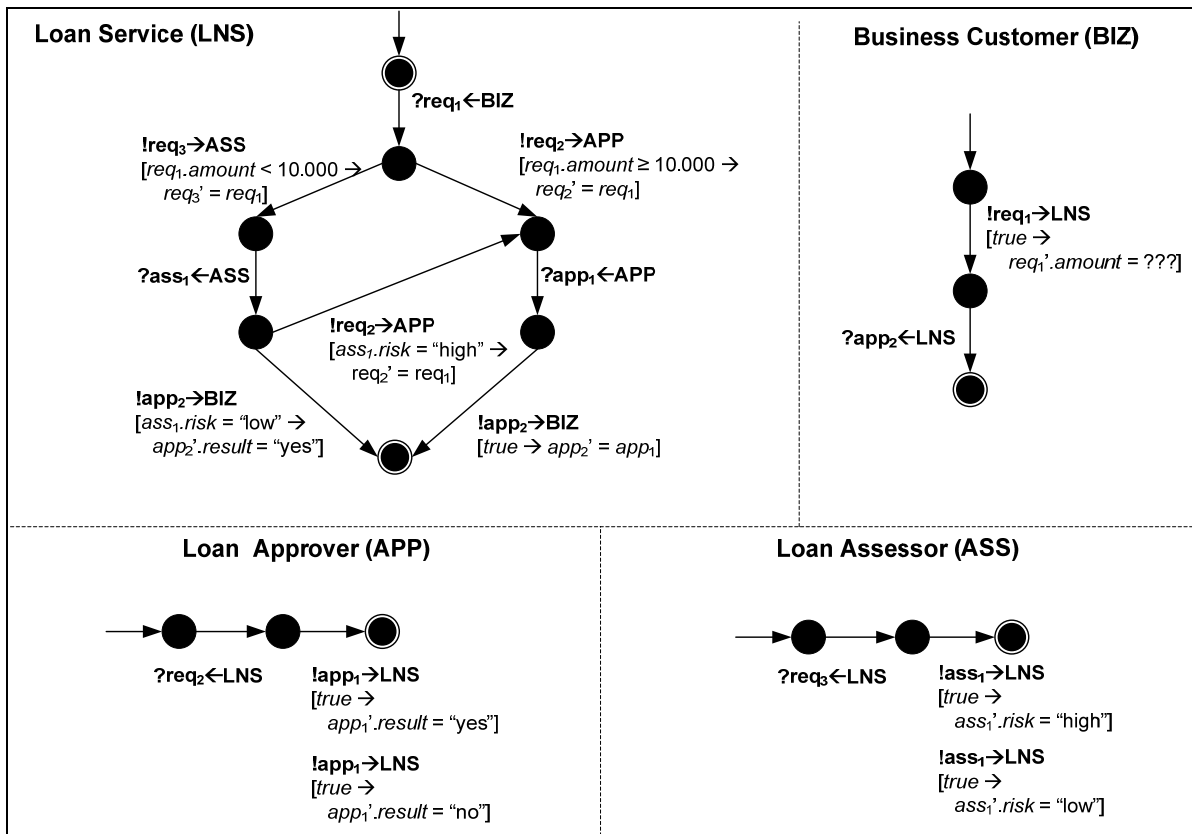 Loan Service (LNS)
?req₁←BIZ
!req₃→ASS
[req₁.amount < 10.000 →
req₃' = req₁]
!req₂→APP
[req₁.amount ≥ 10.000 →
req₂' = req₁]
?ass₁←ASS
?app₁←APP
!req₂→APP
[ass₁.risk = “high” →
req₂' = req₁]
!app₂→BIZ
[ass₁.risk = “low” →
app₂'.result = “yes”]
!app₂→BIZ
[true → app₂' = app₁]
Business Customer (BIZ)
!req₁→LNS
[true →
req₁'.amount = ???]
?app₂←LNS
Loan Approver (APP)
?req₂←LNS
!app₁→LNS
[true →
app₁'.result = “yes”]
!app₁→LNS
[true →
app₁'.result = “no”]
Loan Assessor (ASS)
?req₃←LNS
!ass₁→LNS
[true →
ass₁'.risk = “high”]
!ass₁→LNS
[true →
ass₁'.risk = “low”]